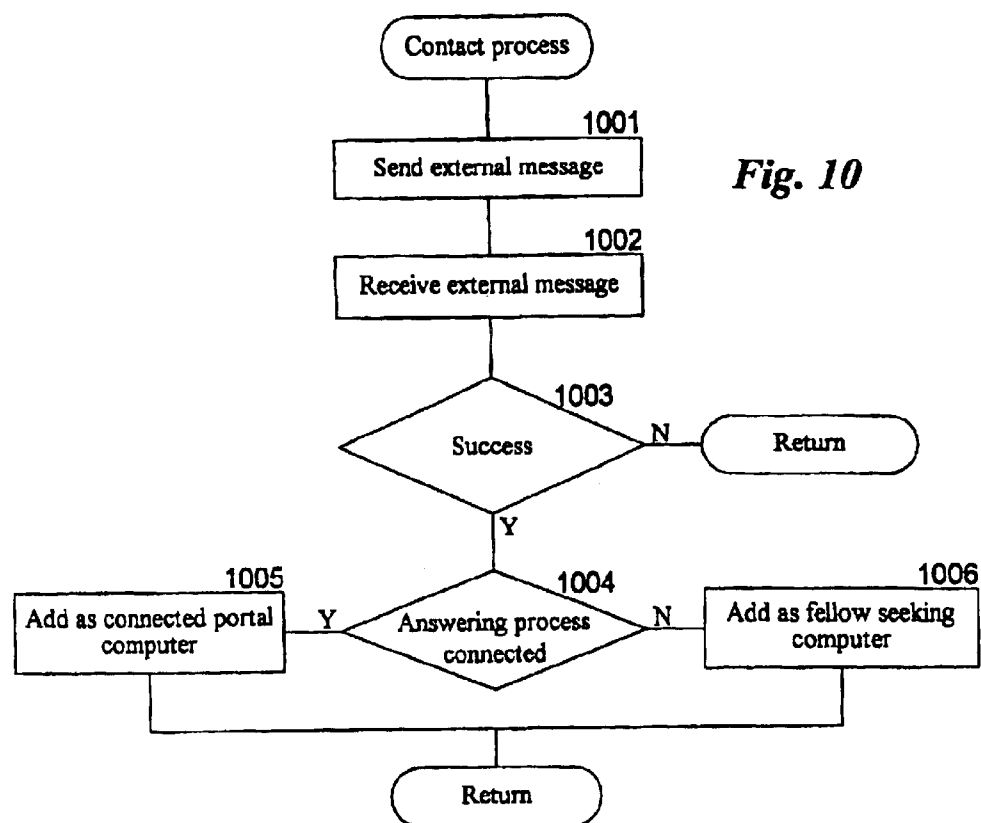 Contact process
1001
Send external message
Fig. 10
1002
Receive external message
1003
Success
N
Return
Y
1004
Answering process
connected
Y
N
1005
Add as connected portal
computer
1006
Add as fellow seeking
computer
Return